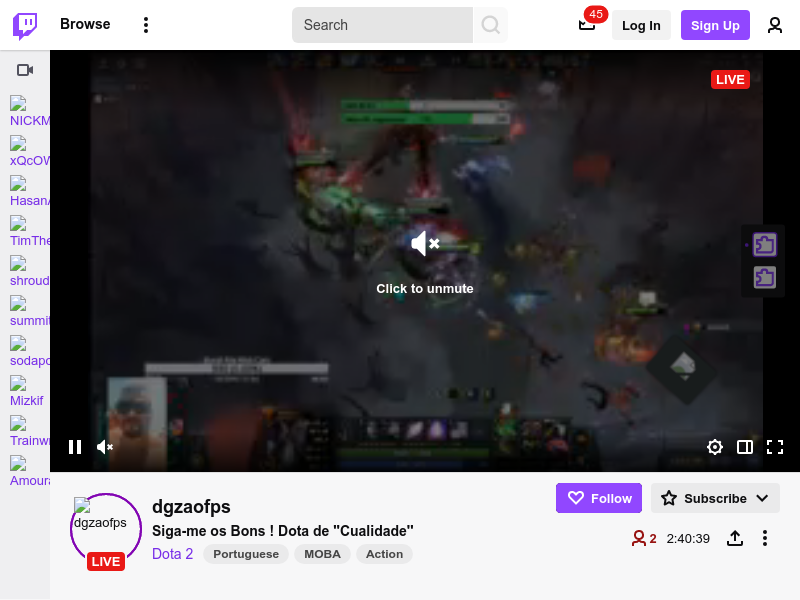 Browse
Search
45
Log In
Sign Up
NICKM
xQcOW
HasanA
TimThe
shroud
summit
sodapo
Mizkif
Trainw
Amoura
LIVE
Click to unmute
dgzaofps
LIVE
dgzaofps
Siga-me os Bons ! Dota de "Cualidade"
Dota 2 Portuguese MOBA Action
Follow
Subscribe
2 2:40:39